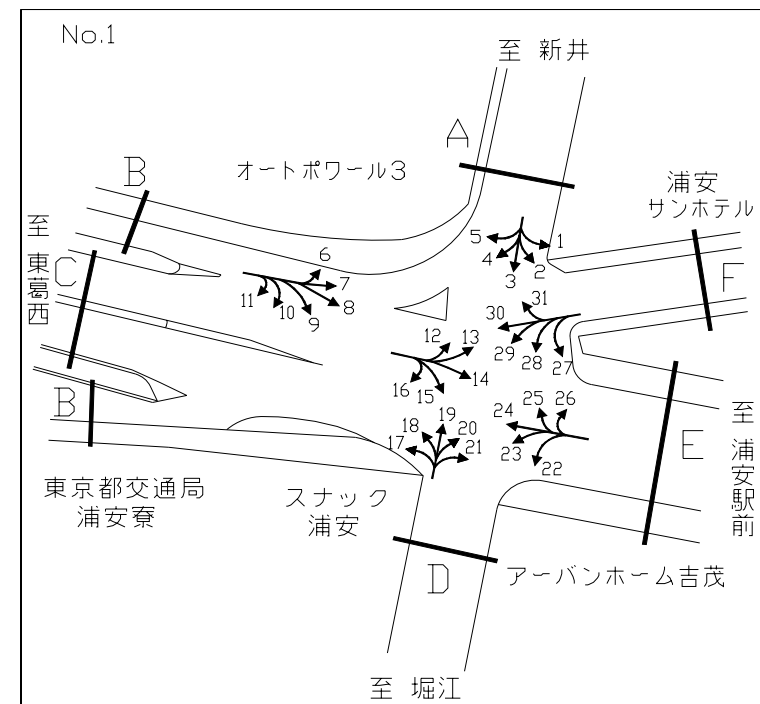 No.1
至 新井
A
オートポワール3
浦安
サンホテル
B
至 東葛西
C
F
5
1
4
2
3
6
7
8
9
10
11
31
30
29
28
27
12
13
14
15
16
24
25
26
23
22
19
18
20
17
21
B
E
至 浦安駅前
東京都交通局
浦安寮
スナック
浦安
D
アーバンホーム吉茂
至 堀江